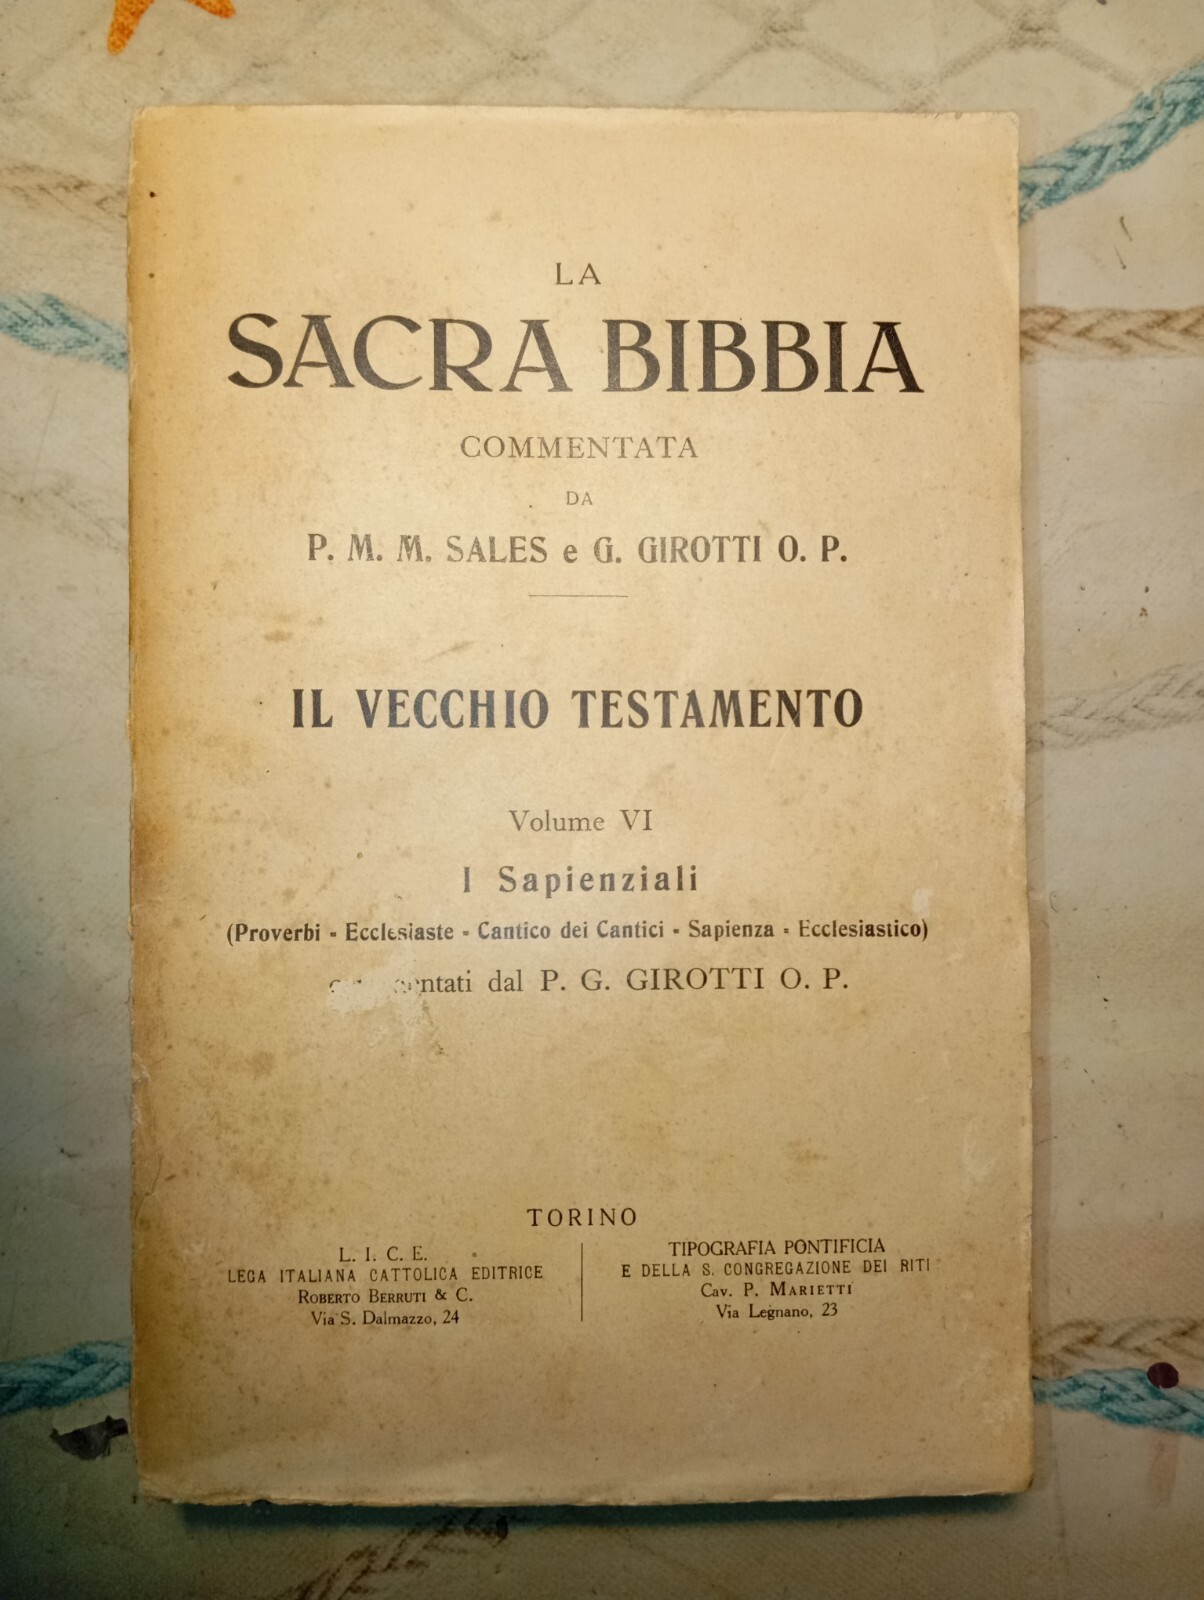 LA
SACRA BIBBIA
COMMENTATA
DA
P. M. M. SALES e G. GIROTTI O. P.
IL VECCHIO TESTAMENTO
Volume VI
I Sapienziali
(Proverbi - Ecclesiaste - Cantico dei Cantici - Sapienza - Ecclesiastico)
dal P. G. GIROTTI O. P.
TORINO
L. I. C. E.
LEGA ITALIANA CATTOLICA EDITRICE
ROBERTO BERRUTI & C.
Via S. Dalmazzo, 24
TIPOGRAFIA PONTIFICIA
E DELLA S. CONGREGAZIONE DEI RITI
CAV. P. MARIETTI
Via Legnano, 23